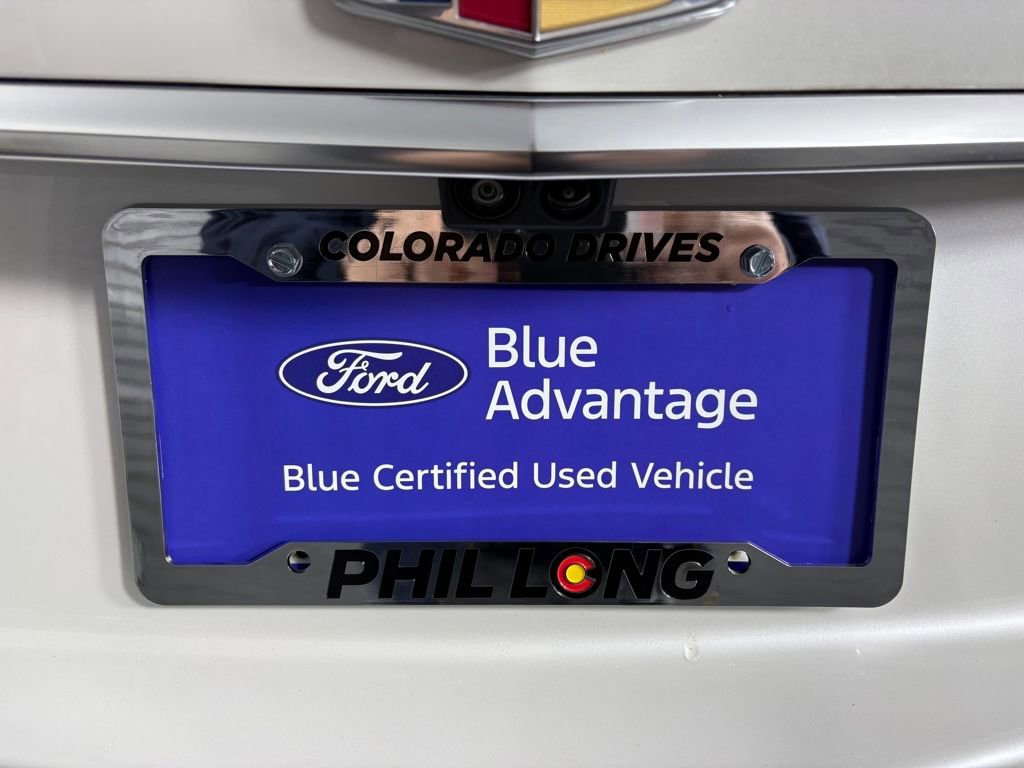 COLORADO DRIVES
Ford
Blue
Advantage
Blue Certified Used Vehicle
PHIL LONG